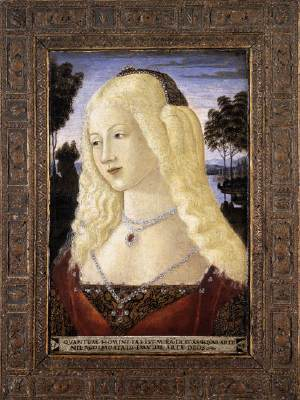 QVANTVM HOMINI FAS EST MIRA LICET ASSEQVAR ARTE
NIL AGO MORTALIS EMVLOR ARTE DEOS